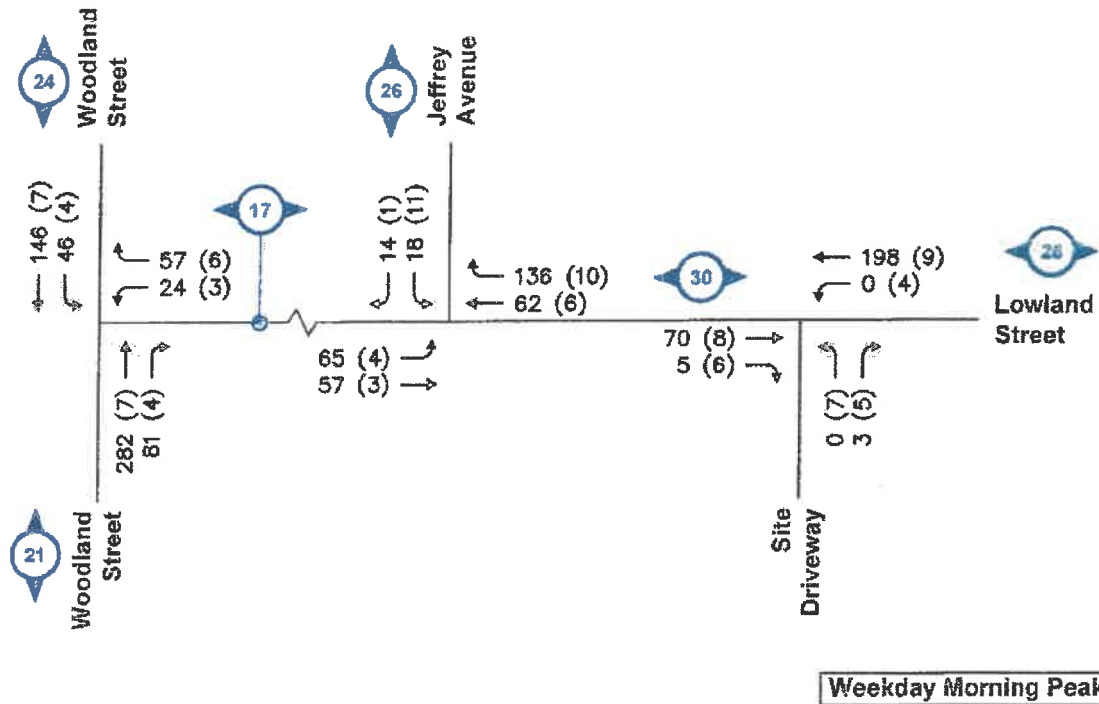 24
Woodland
Street
26
Jeffrey
Avenue
146 (7)
46 (4)
17
57 (6)
24 (3)
14 (1)
18 (11)
136 (10)
62 (6)
30
198 (9)
0 (4)
Lowland
Street
282 (7)
81 (4)
65 (4)
57 (3)
70 (8)
5 (6)
0 (7)
3 (5)
21
Woodland
Street
Site
Driveway
Weekday Morning Peak